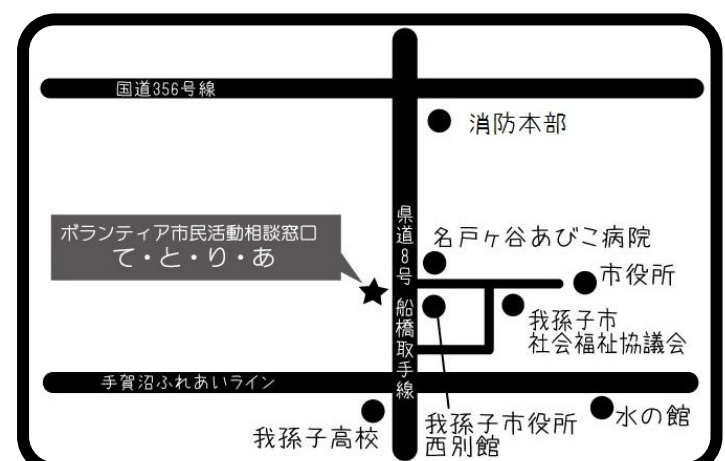 国道356号線
消防本部
県道8号 船橋取手線
ボランティア市民活動相談窓口
て・と・り・あ
名戸ヶ谷あびこ病院
市役所
我孫子市
社会福祉協議会
手賀沼ふれあいライン
我孫子高校
我孫子市役所
西別館
水の館